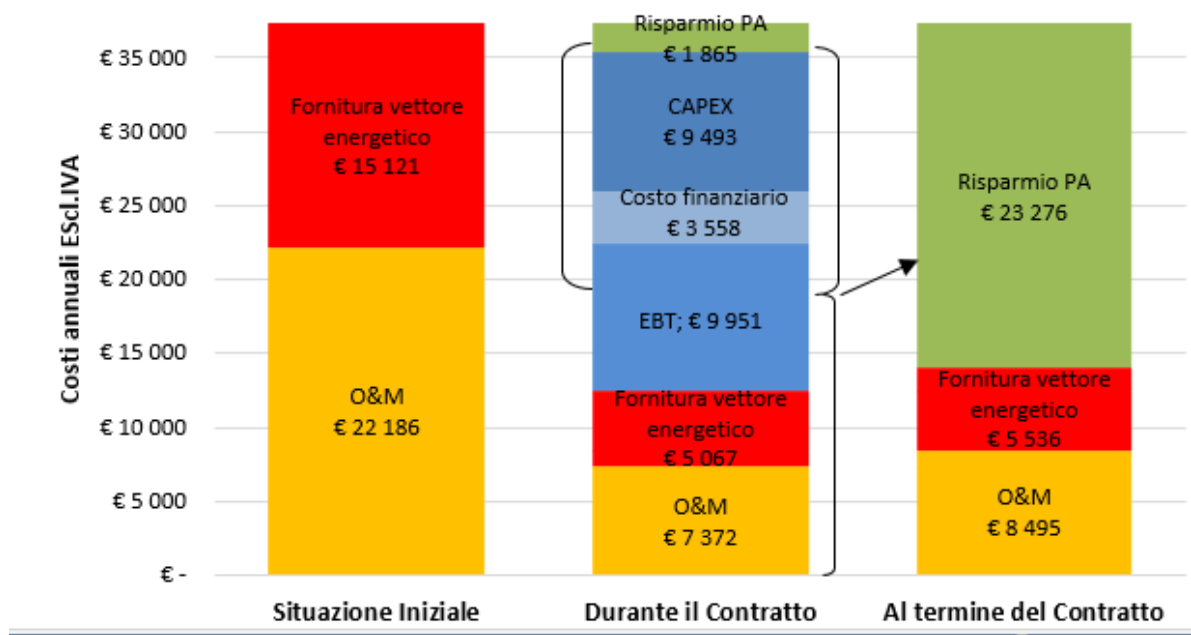 Costi annuali EScl.IVA
€ 35 000
€ 30 000
€ 25 000
€ 20 000
€ 15 000
€ 10 000
€ 5 000
€ -
Fornitura vettore
energetico
€ 15 121
O&M
€ 22 186
Risparmio PA
€ 1 865
CAPEX
€ 9 493
Costo finanziario
€ 3 558
EBT; € 9 951
Fornitura vettore
energetico
€ 5 067
O&M
€ 7 372
Risparmio PA
€ 23 276
Fornitura vettore
energetico
€ 5 536
O&M
€ 8 495
Situazione Iniziale
Durante il Contratto
Al termine del Contratto